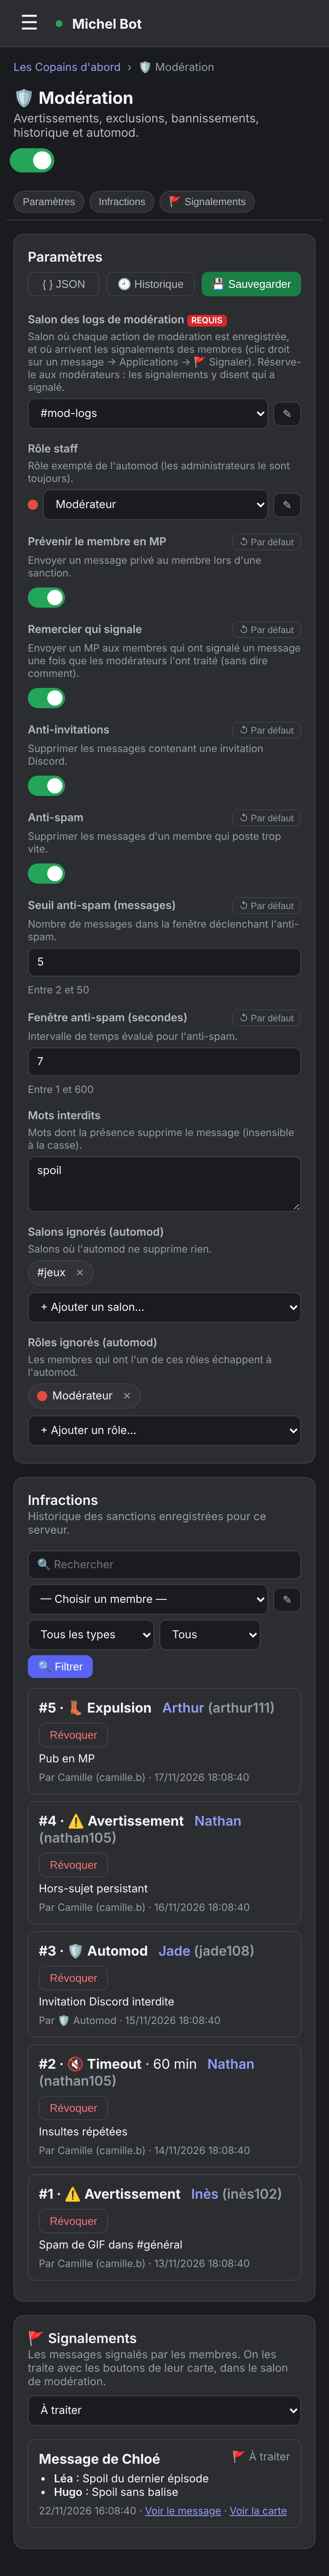 ☰ Michel Bot
Les Copains d'abord › 🛡️ Modération
🛡️ Modération
Avertissements, exclusions, bannissements,
historique et automod.
Paramètres Infractions 🚩 Signalements
Paramètres
{ } JSON 🕘 Historique 💾 Sauvegarder
Salon des logs de modération REQUIS
Salon où chaque action de modération est enregistrée,
et où arrivent les signalements des membres (clic droit
sur un message → Applications → 🚩 Signaler). Réserve-
le aux modérateurs : les signalements y disent qui a
signalé.
#mod-logs ✎
Rôle staff
Rôle exempté de l'automod (les administrateurs le sont
toujours).
Modérateur ✎
Prévenir le membre en MP ↺ Par défaut
Envoyer un message privé au membre lors d'une
sanction.
Remercier qui signale ↺ Par défaut
Envoyer un MP aux membres qui ont signalé un message
une fois que les modérateurs l'ont traité (sans dire
comment).
Anti-invitations ↺ Par défaut
Supprimer les messages contenant une invitation
Discord.
Anti-spam ↺ Par défaut
Supprimer les messages d'un membre qui poste trop
vite.
Seuil anti-spam (messages) ↺ Par défaut
Nombre de messages dans la fenêtre déclenchant l'anti-
spam.
5
Entre 2 et 50
Fenêtre anti-spam (secondes) ↺ Par défaut
Intervalle de temps évalué pour l'anti-spam.
7
Entre 1 et 600
Mots interdits
Mots dont la présence supprime le message (insensible
à la casse).
spoil
Salons ignorés (automod)
Salons où l'automod ne supprime rien.
#jeux ✕
+ Ajouter un salon…
Rôles ignorés (automod)
Les membres qui ont l'un de ces rôles échappent à
l'automod.
Modérateur ✕
+ Ajouter un rôle…
Infractions
Historique des sanctions enregistrées pour ce
serveur.
🔍 Rechercher
— Choisir un membre — ✎
Tous les types Tous
🔍 Filtrer
#5 · 👢 Expulsion Arthur (arthur111)
Révoquer
Pub en MP
Par Camille (camille.b) · 17/11/2026 18:08:40
#4 · ⚠️ Avertissement Nathan
(nathan105)
Révoquer
Hors-sujet persistant
Par Camille (camille.b) · 16/11/2026 18:08:40
#3 · 🛡️ Automod Jade (jade108)
Révoquer
Invitation Discord interdite
Par 🛡️ Automod · 15/11/2026 18:08:40
#2 · 🔇 Timeout · 60 min Nathan
(nathan105)
Révoquer
Insultes répétées
Par Camille (camille.b) · 14/11/2026 18:08:40
#1 · ⚠️ Avertissement Inès (inès102)
Révoquer
Spam de GIF dans #général
Par Camille (camille.b) · 13/11/2026 18:08:40
🚩 Signalements
Les messages signalés par les membres. On les
traite avec les boutons de leur carte, dans le salon
de modération.
À traiter
Message de Chloé 🚩 À traiter
• Léa : Spoil du dernier épisode
• Hugo : Spoil sans balise
22/11/2026 16:08:40 · Voir le message · Voir la carte